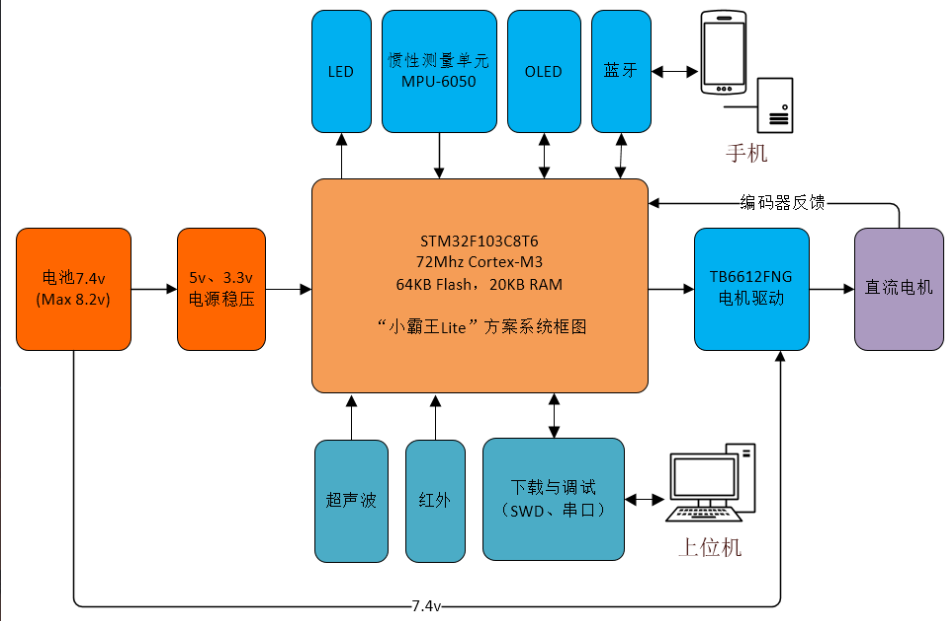 LED
惯性测量单元
MPU-6050
OLED
蓝牙
手机
编码器反馈
电池7.4v
(Max 8.2v)
5v、3.3v
电源稳压
STM32F103C8T6
72Mhz Cortex-M3
64KB Flash，20KB RAM
“小霸王Lite”方案系统框图
TB6612FNG
电机驱动
直流电机
超声波
红外
下载与调试
（SWD、串口）
上位机
7.4v